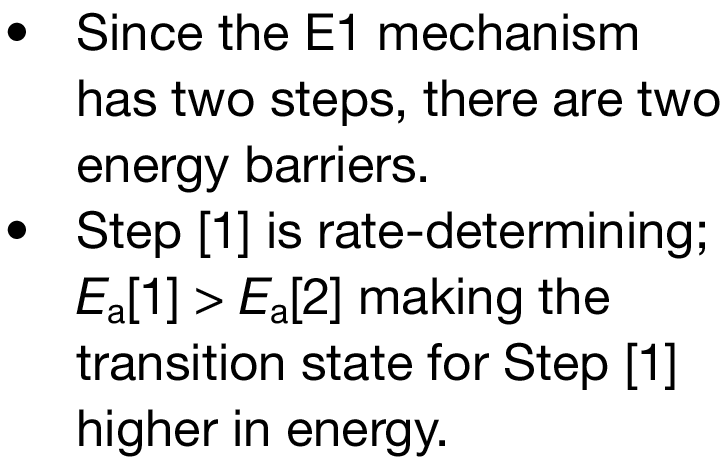 • Since the E1 mechanism
has two steps, there are two
energy barriers.
• Step [1] is rate-determining;
Eₐ[1] > Eₐ[2] making the
transition state for Step [1]
higher in energy.